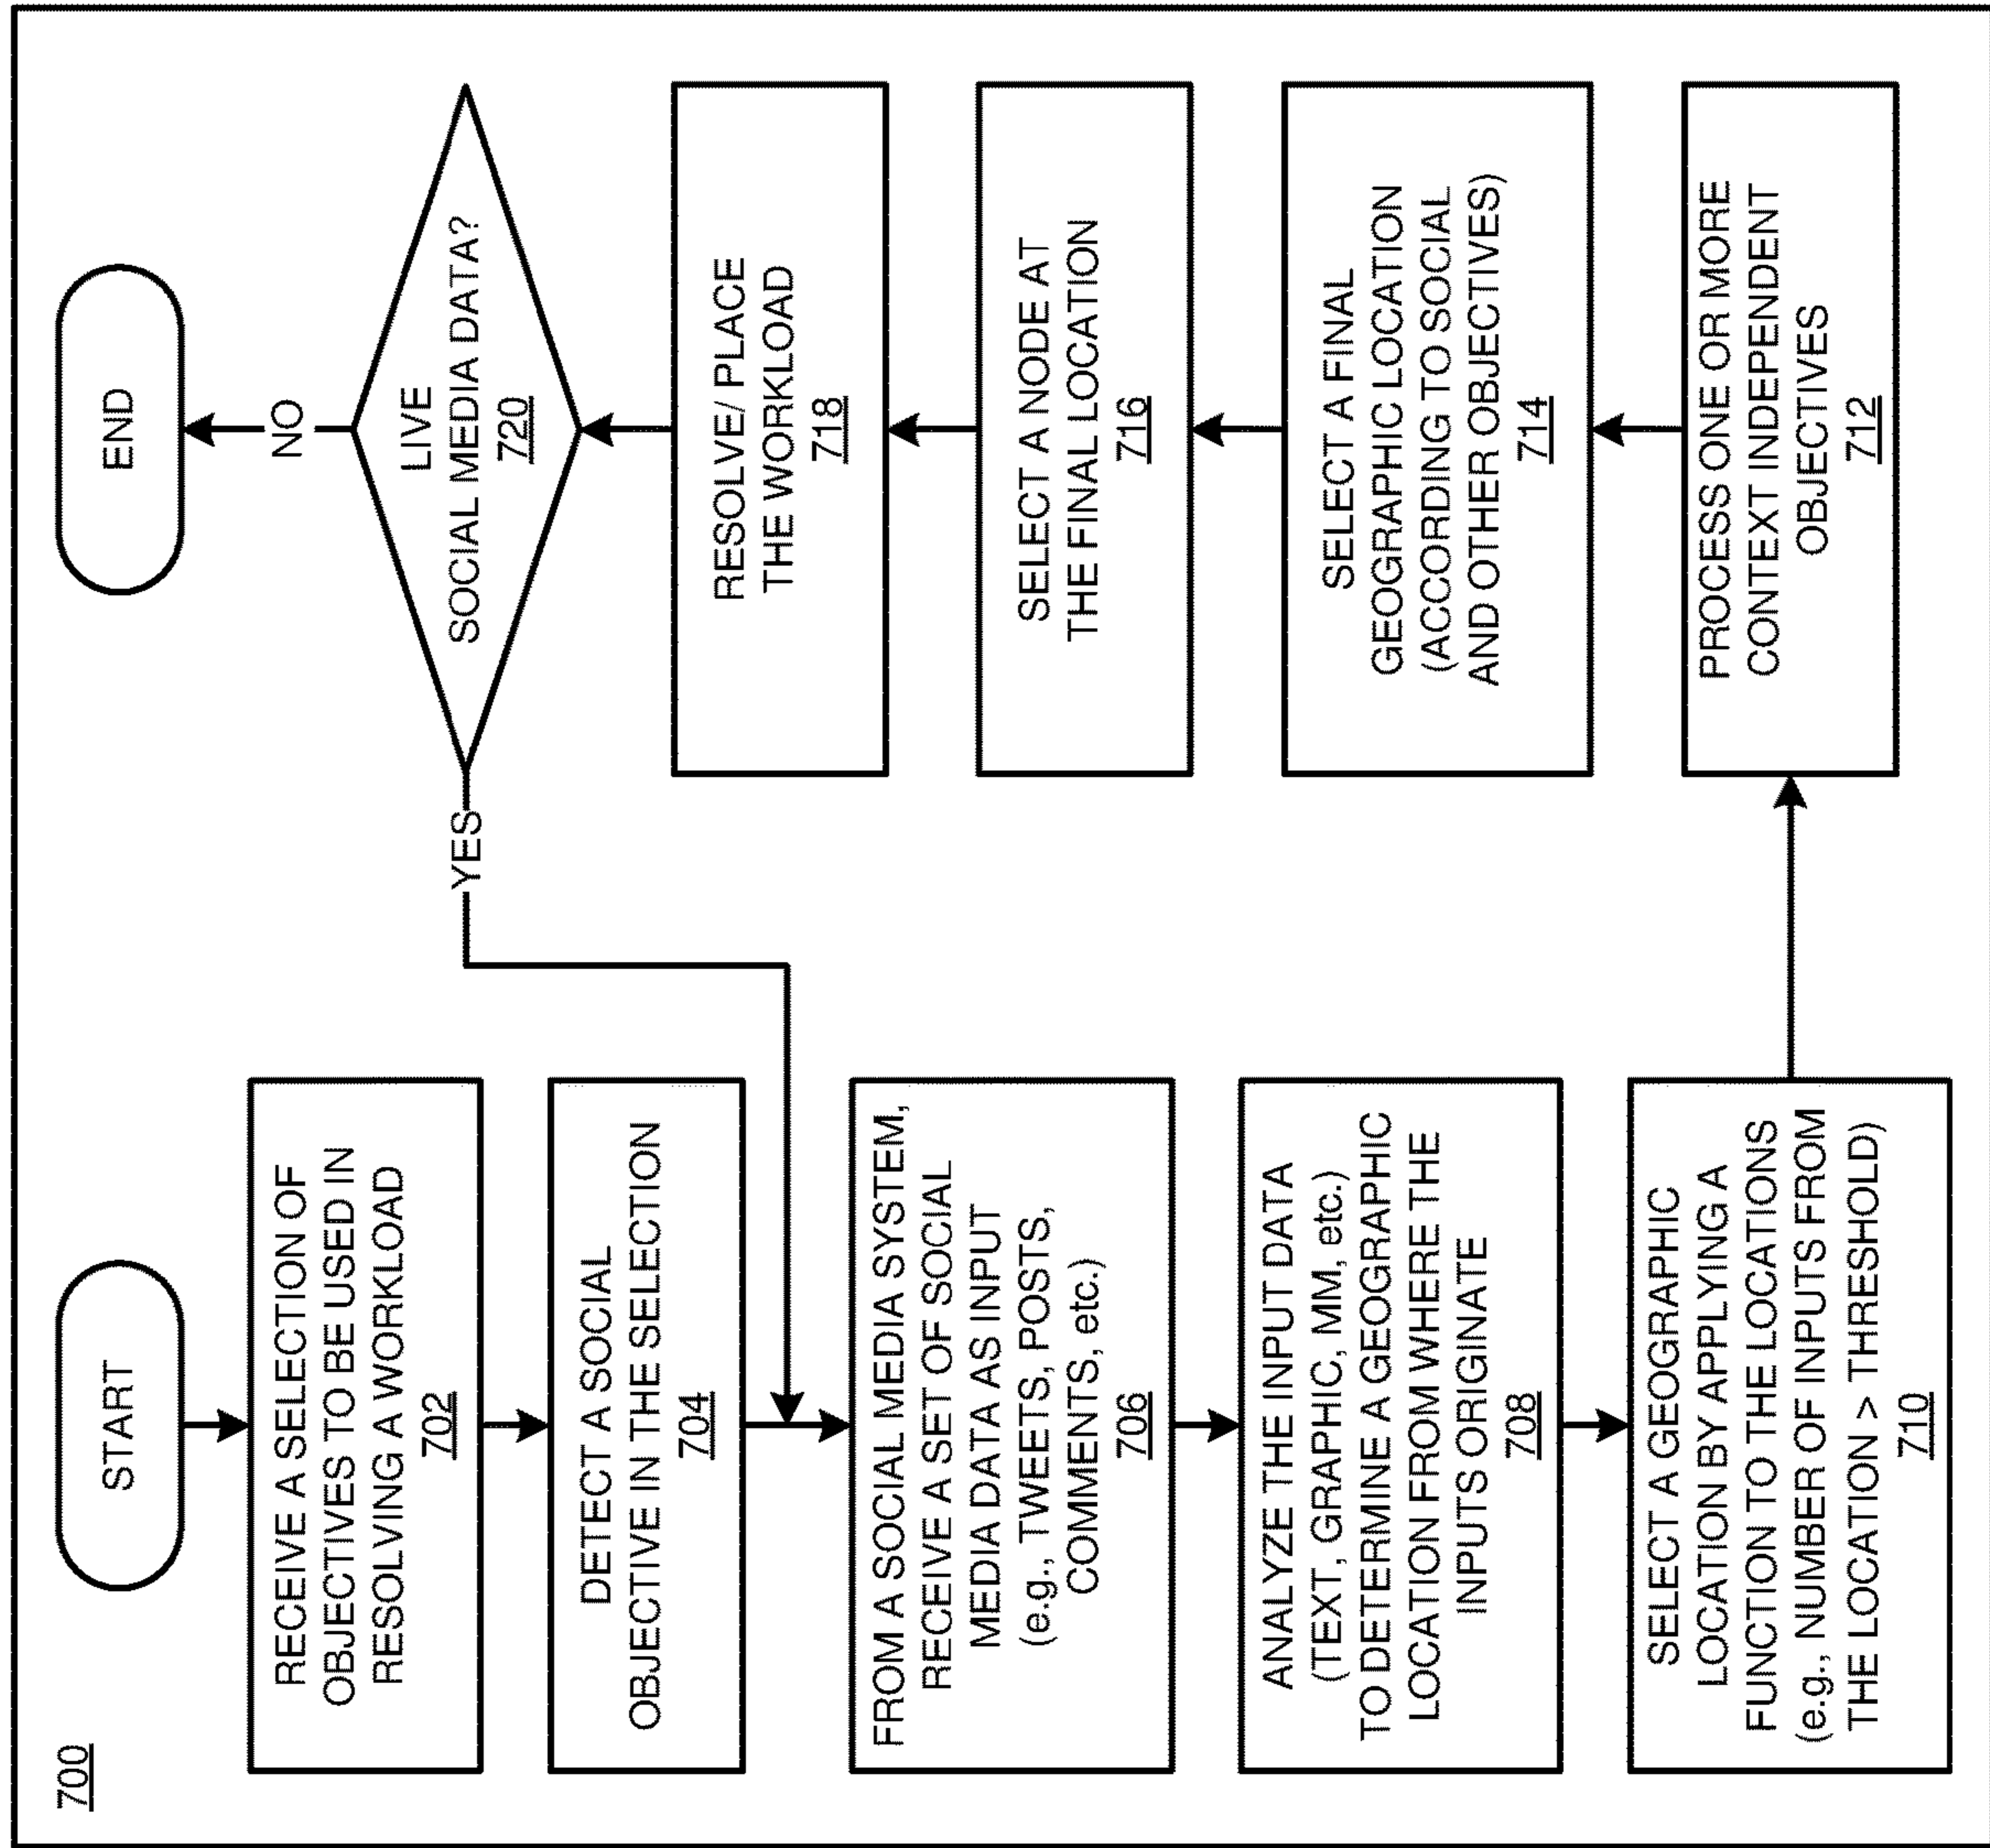 700
START
RECEIVE A SELECTION OF
OBJECTIVES TO BE USED IN
RESOLVING A WORKLOAD
702
DETECT A SOCIAL
OBJECTIVE IN THE SELECTION
704
FROM A SOCIAL MEDIA SYSTEM,
RECEIVE A SET OF SOCIAL
MEDIA DATA AS INPUT
(e.g., TWEETS, POSTS,
COMMENTS, etc.)
706
ANALYZE THE INPUT DATA
(TEXT, GRAPHIC, MM, etc.)
TO DETERMINE A GEOGRAPHIC
LOCATION FROM WHERE THE
INPUTS ORIGINATE
708
SELECT A GEOGRAPHIC
LOCATION BY APPLYING A
FUNCTION TO THE LOCATIONS
(e.g., NUMBER OF INPUTS FROM
THE LOCATION > THRESHOLD)
710
PROCESS ONE OR MORE
CONTEXT INDEPENDENT
OBJECTIVES
712
SELECT A FINAL
GEOGRAPHIC LOCATION
(ACCORDING TO SOCIAL
AND OTHER OBJECTIVES)
714
SELECT A NODE AT
THE FINAL LOCATION
716
RESOLVE/ PLACE
THE WORKLOAD
718
LIVE
SOCIAL MEDIA DATA?
720
YES
NO
END